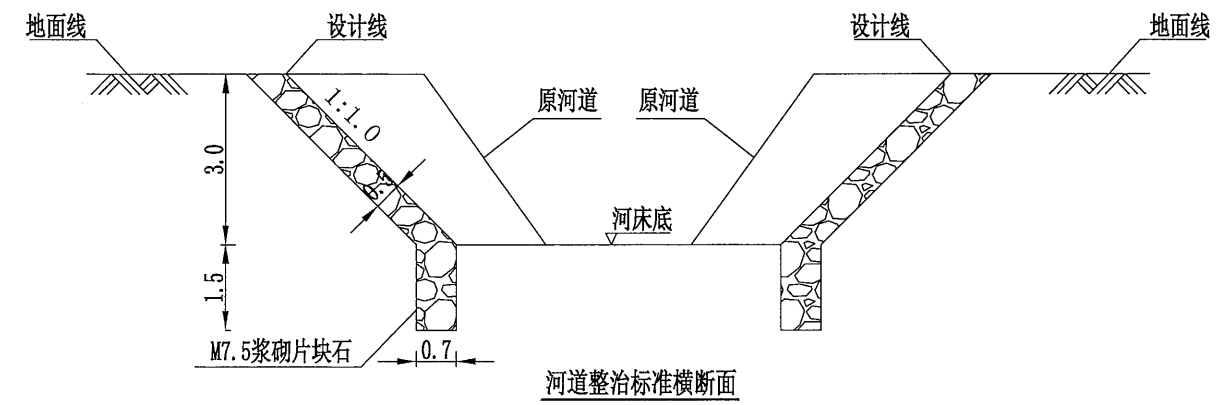 地面线
设计线
设计线
地面线
1:1.0
原河道
原河道
3.0
河床底
1.5
M7.5浆砌片块石
0.7
河道整治标准横断面